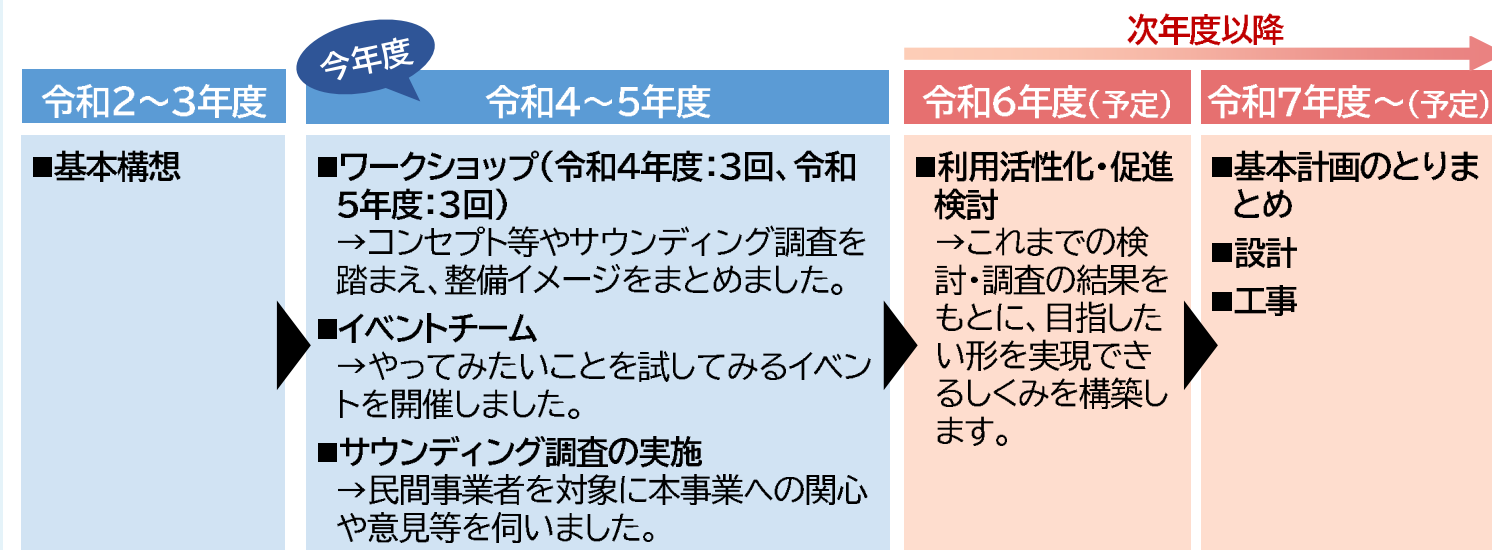 次年度以降
今年度
令和2～3年度
■基本構想
令和4～5年度
■ワークショップ(令和4年度:3回、令和
5年度:3回)
→コンセプト等やサウンディング調査を
踏まえ、整備イメージをまとめました。
■イベントチーム
→やってみたいことを試してみるイベン
トを開催しました。
■サウンディング調査の実施
→民間事業者を対象に本事業への関心
や意見等を伺いました。
令和6年度(予定)
■利用活性化・促進
検討
→これまでの検
討・調査の結果を
もとに、目指した
い形を実現でき
るしくみを構築し
ます。
令和7年度～(予定)
■基本計画のとりま
とめ
■設計
■工事